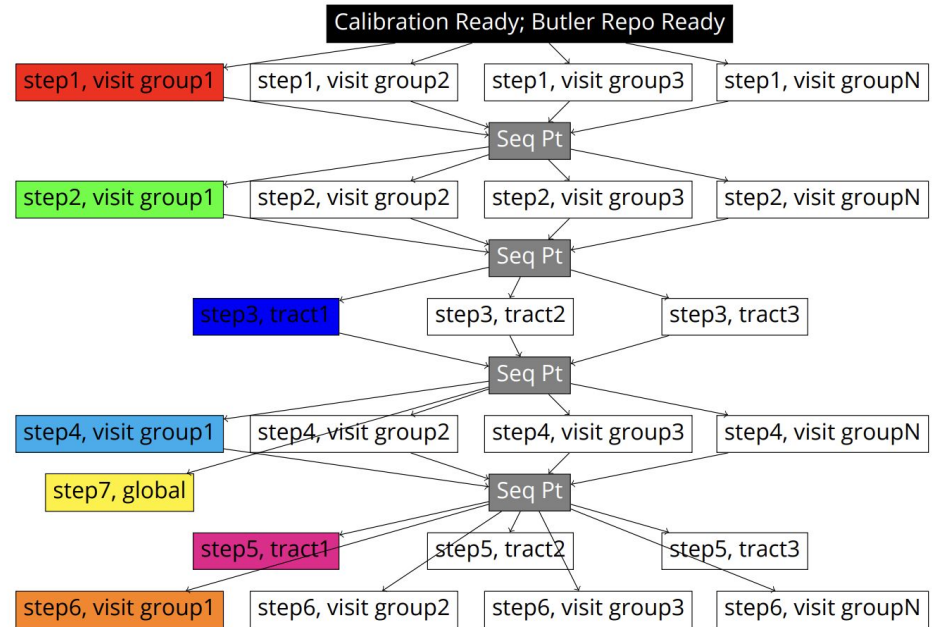 Calibration Ready; Butler Repo Ready
step1, visit group1
step1, visit group2
step1, visit group3
step1, visit groupN
Seq Pt
step2, visit group1
step2, visit group2
step2, visit group3
step2, visit groupN
Seq Pt
step3, tract1
step3, tract2
step3, tract3
Seq Pt
step4, visit group1
step4, visit group2
step4, visit group3
step4, visit groupN
step7, global
Seq Pt
step5, tract1
step5, tract2
step5, tract3
step6, visit group1
step6, visit group2
step6, visit group3
step6, visit groupN